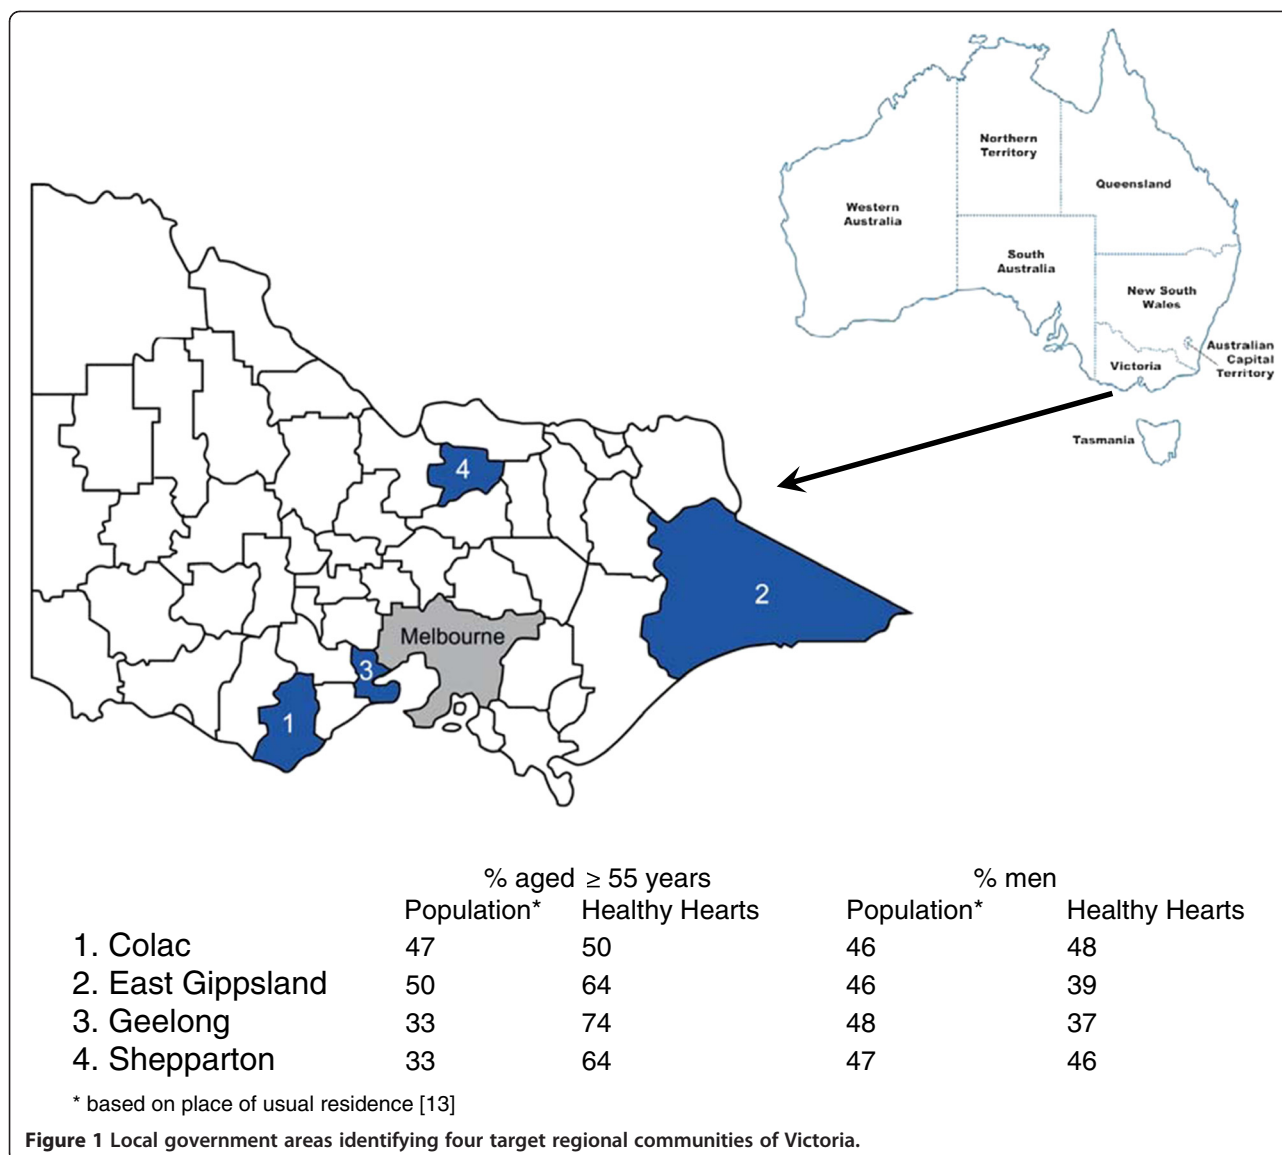 Northern
Territory
Queensland
Western
Australia
South
Australia
New South
Wales
Australian
Capital
Territory
Victoria
Tasmania
4
2
Melbourne
3
1
% aged ≥ 55 years % men
Population* Healthy Hearts Population* Healthy Hearts
1. Colac 47 50 46 48
2. East Gippsland 50 64 46 39
3. Geelong 33 74 48 37
4. Shepparton 33 64 47 46
* based on place of usual residence [13]
Figure 1 Local government areas identifying four target regional communities of Victoria.